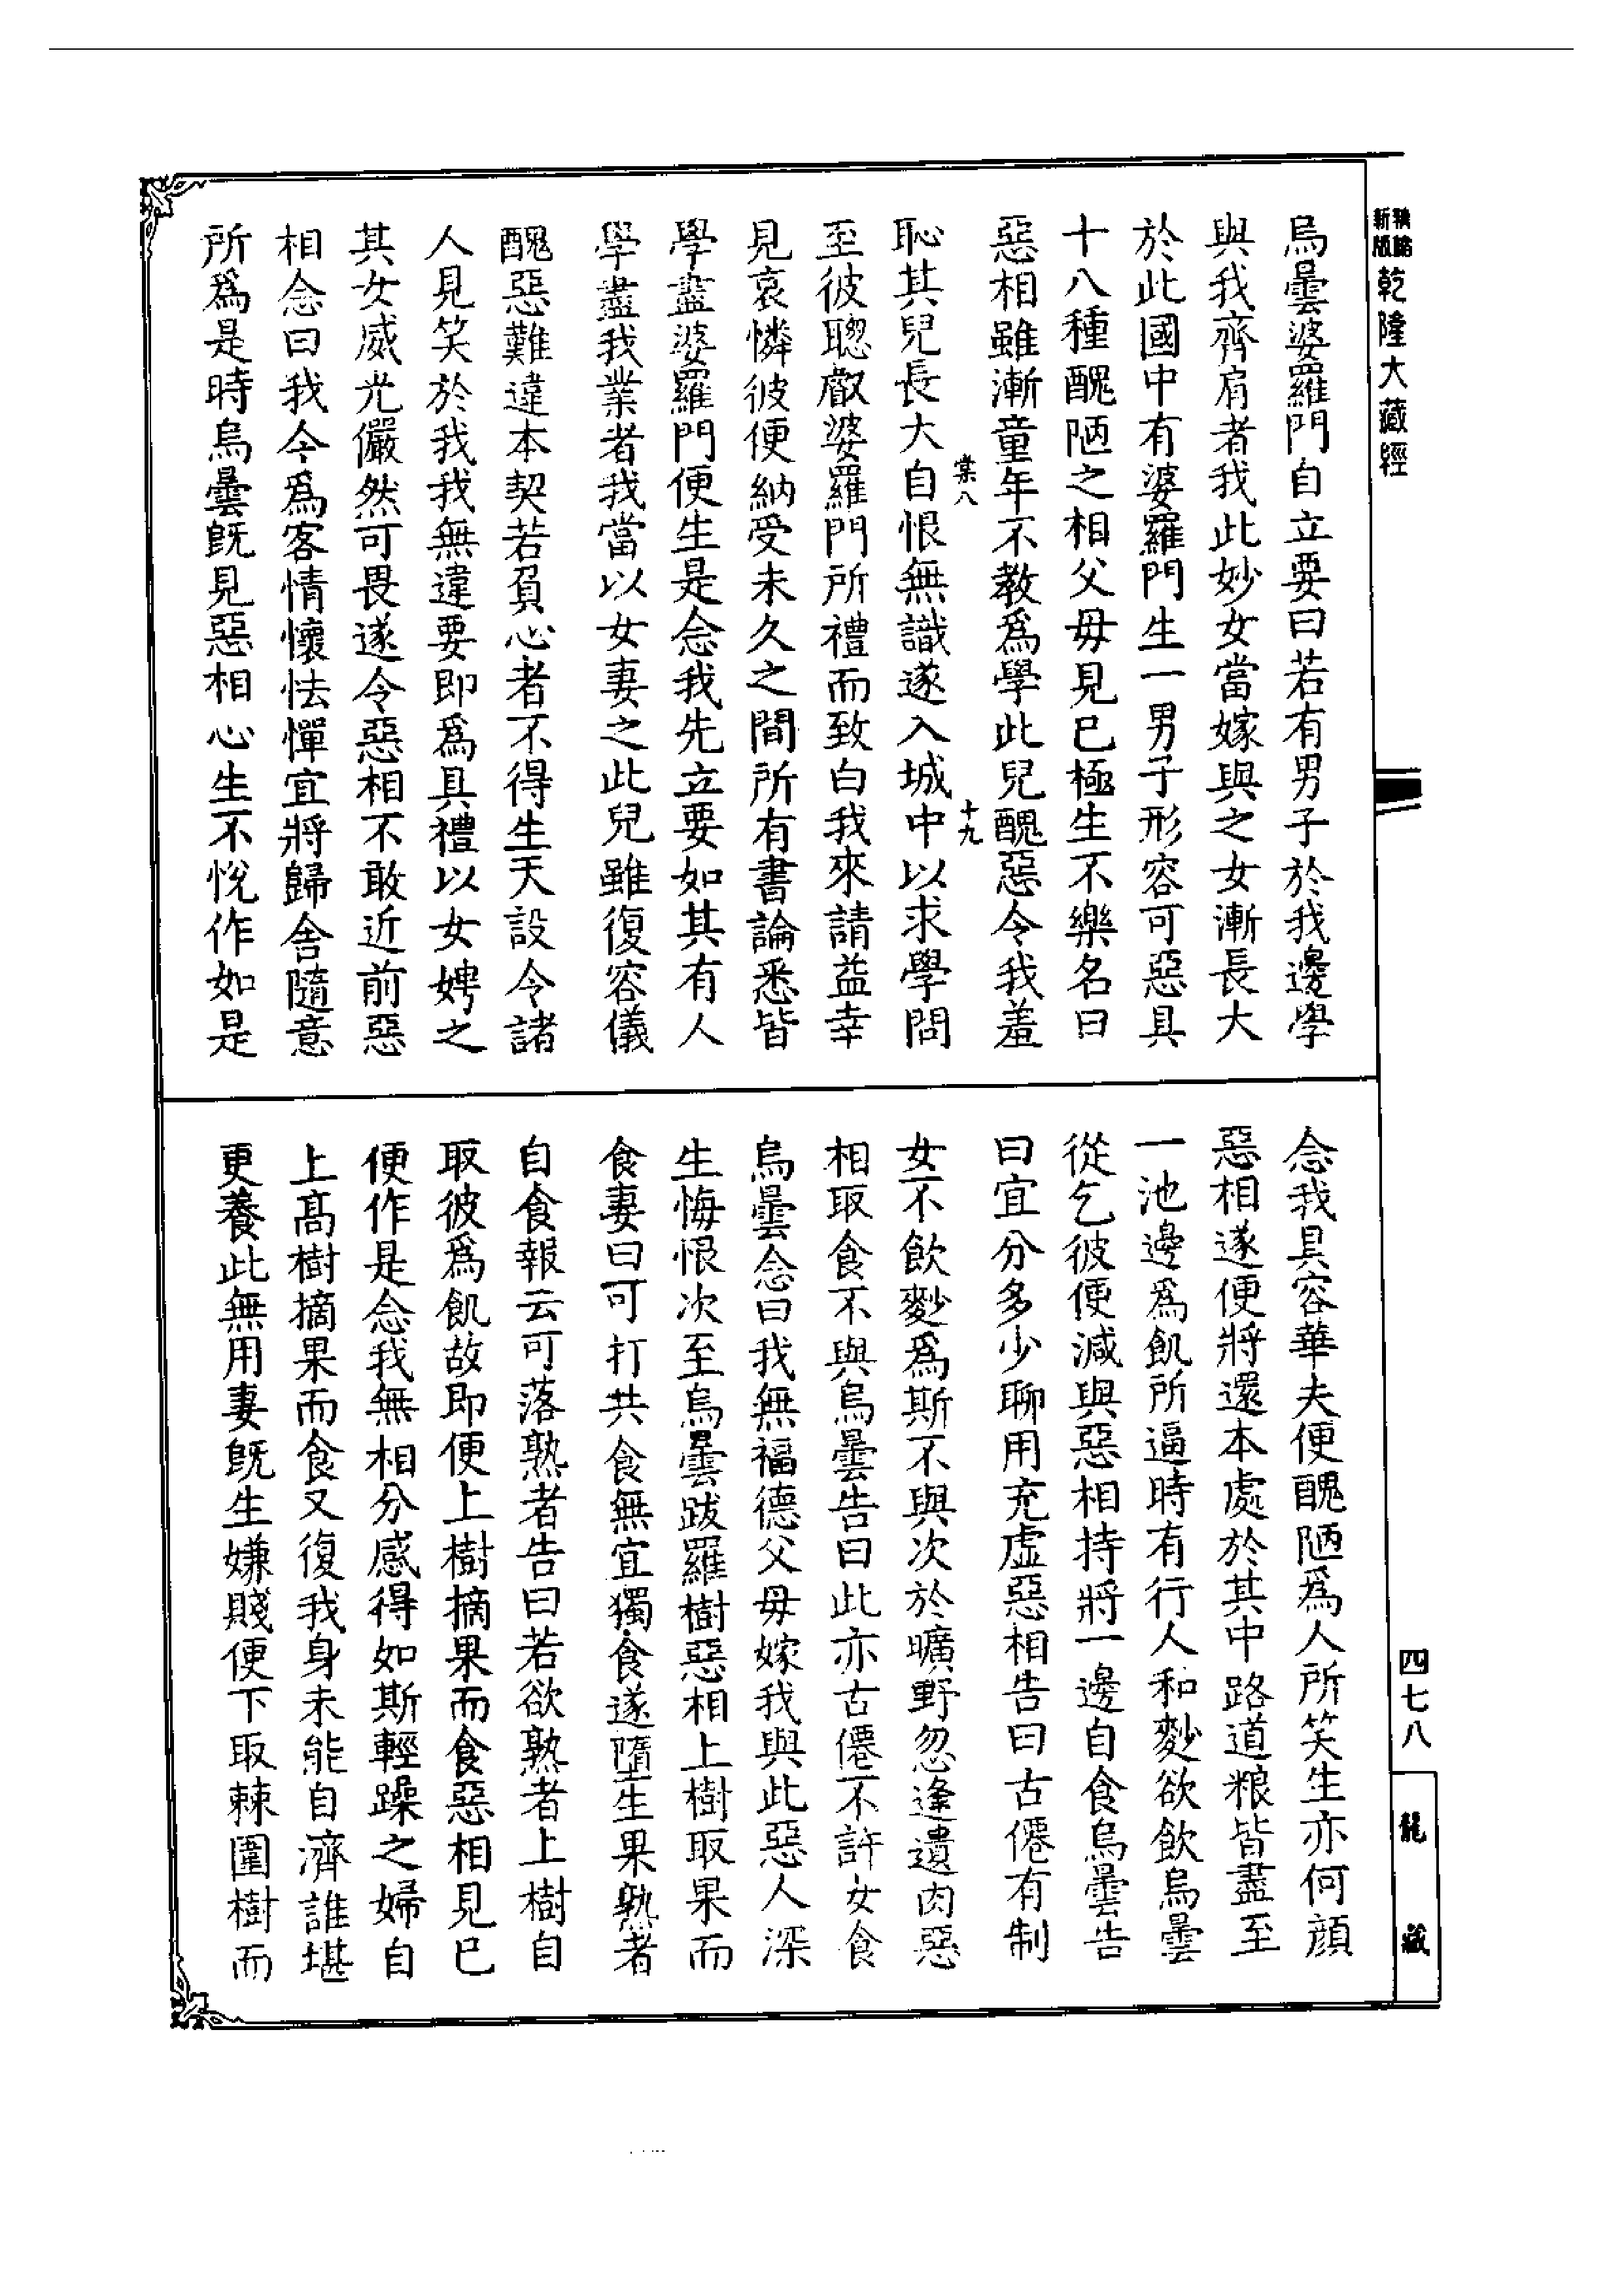 新版
精縮
乾隆大藏經
烏曇婆羅門自立要曰若有男子於我邊學
與我齊肩者我此妙女當嫁與之女漸長大
於此國中有婆羅門生一男子形容可惡具
十八種醜陋之相父母見已極生不樂名曰
惡相雖漸童年不教爲學此兒醜惡令我羞
棠八
十九
恥其兒長大自恨無識遂入城中以求學問
至彼聰叡婆羅門所禮而致白我來請益幸
見哀憐彼便納受未久之間所有書論悉皆
學盡婆羅門便生是念我先立要如其有人
學盡我業者我當以女妻之此兒雖復容儀
醜惡難違本契若負心者不得生天設令諸
人見笑於我我無違要即爲具禮以女娉之
其女威光儼然可畏遂令惡相不敢近前惡
相念曰我今爲客情懷怯憚宜將歸舍隨意
所爲是時烏曇旣見惡相心生不悅作如是
念我具容華夫便醜陋爲人所笑生亦何顏
惡相遂便將還本處於其中路道粮皆盡至
一池邊爲飢所逼時有行人和麨欲飲烏曇
從乞彼便減與惡相持將一邊自食烏曇告
曰宜分多少聊用充虛惡相告曰古僊有制
女不飲麨爲斯不與次於曠野忽逢遺肉惡
相取食不與烏曇告曰此亦古僊不許女食
烏曇念曰我無福德父母嫁我與此惡人深
生悔恨次至烏曇跋羅樹惡相上樹取果而
食妻曰可打共食無宜獨食遂墮生果熟者
自食報云可落熟者告曰若欲熟者上樹自
取彼爲飢故即便上樹摘果而食惡相見已
便作是念我無相分感得如斯輕躁之婦自
上高樹摘果而食又復我身未能自濟誰堪
更養此無用妻旣生嫌賤便下取棘圍樹而
四七八
龍藏